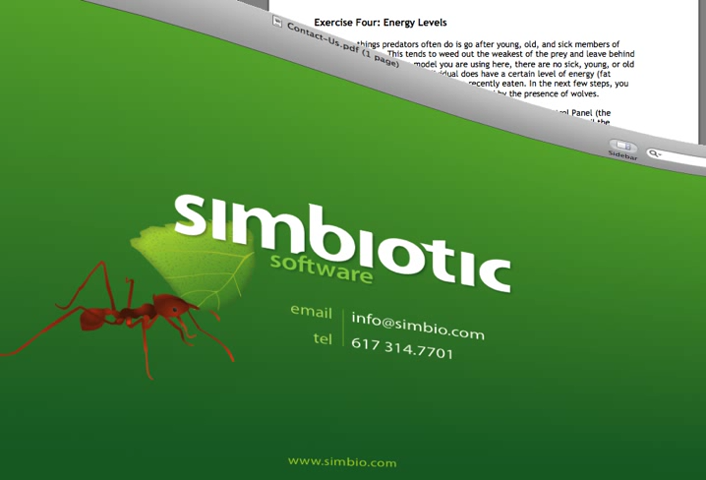 Exercise Four: Energy Levels
things predators often do is go after young, old, and sick members of
This tends to weed out the weakest of the prey and leave behind
model you are using here, there are no sick, young, or old
does have a certain level of energy (fat
recently eaten. In the next few steps, you
by the presence of wolves.
Panel (the
Contact-Us.pdf (1 page)
Sidebar
simbiotic
software
email info@simbio.com
tel 617 314.7701
www.simbio.com